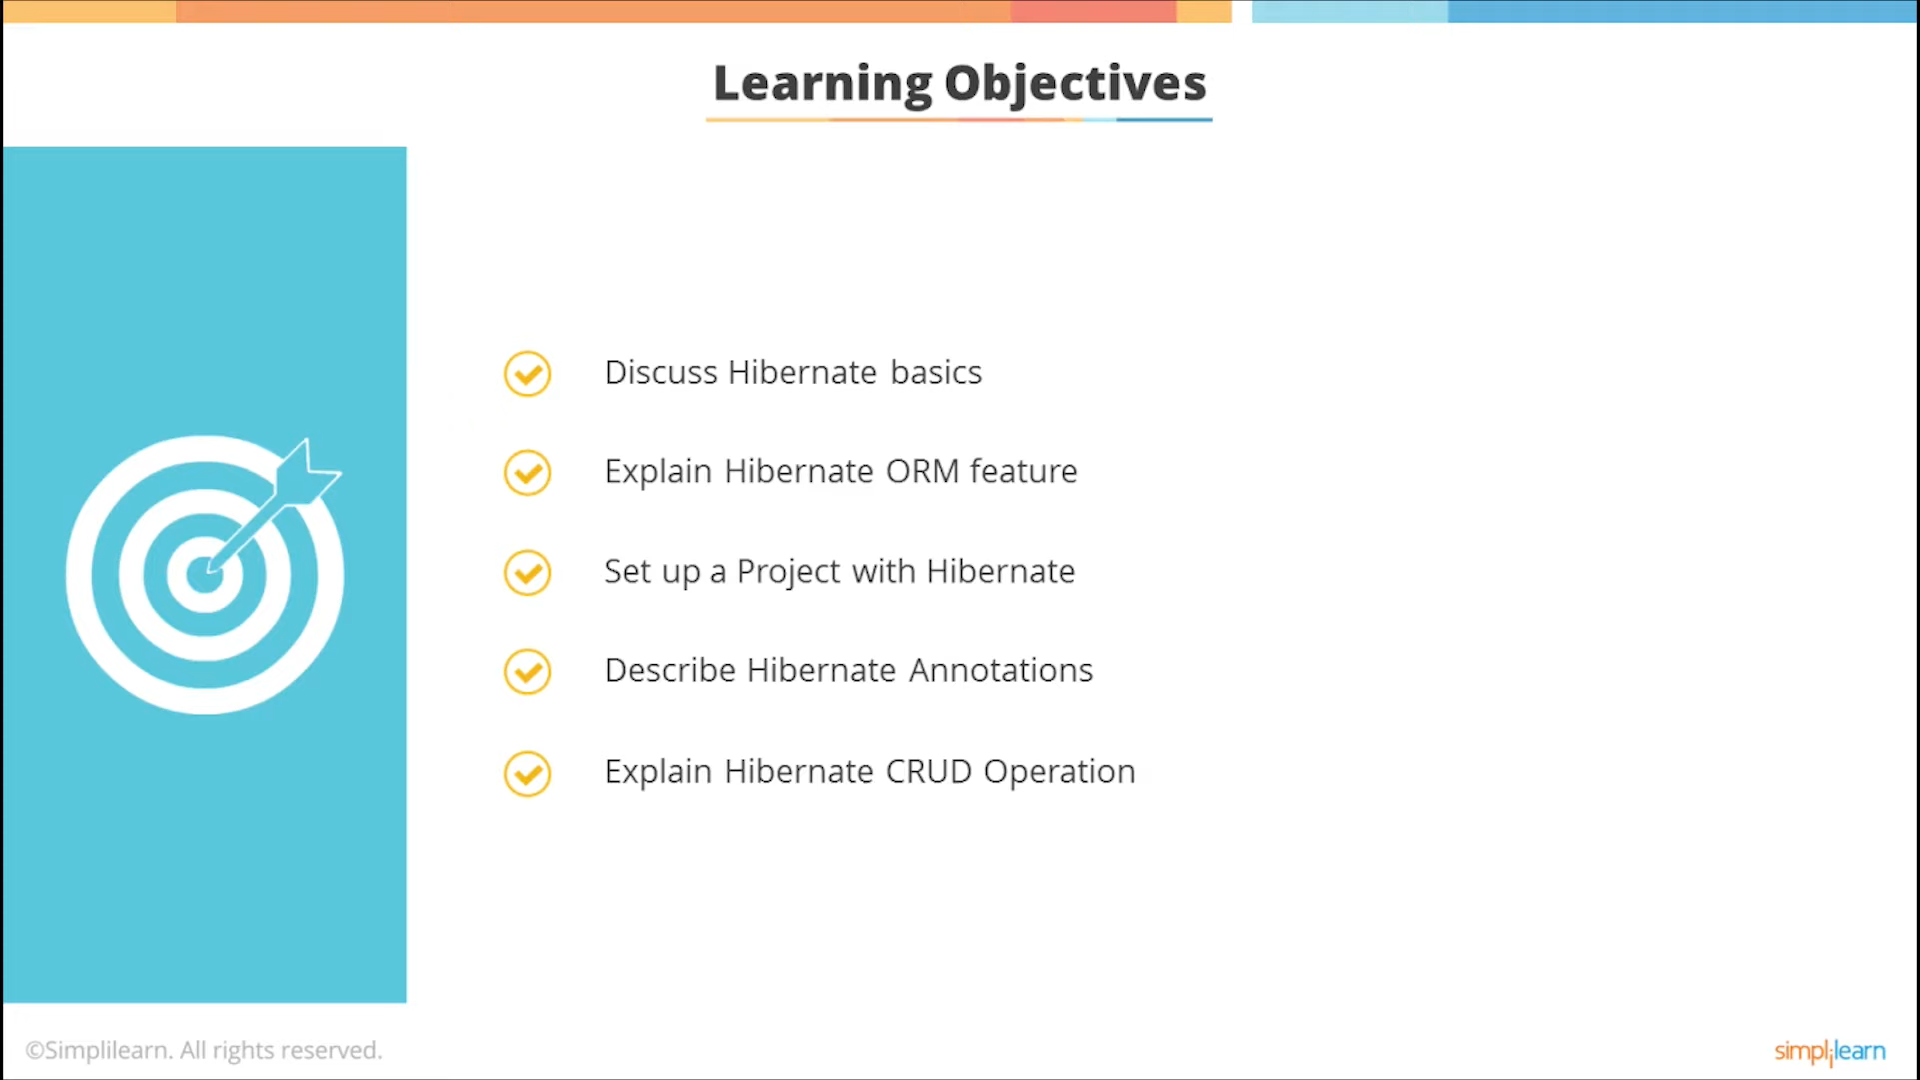 Learning Objectives
Discuss Hibernate basics
Explain Hibernate ORM feature
Set up a Project with Hibernate
Describe Hibernate Annotations
Explain Hibernate CRUD Operation
©Simplilearn. All rights reserved.
simplilearn